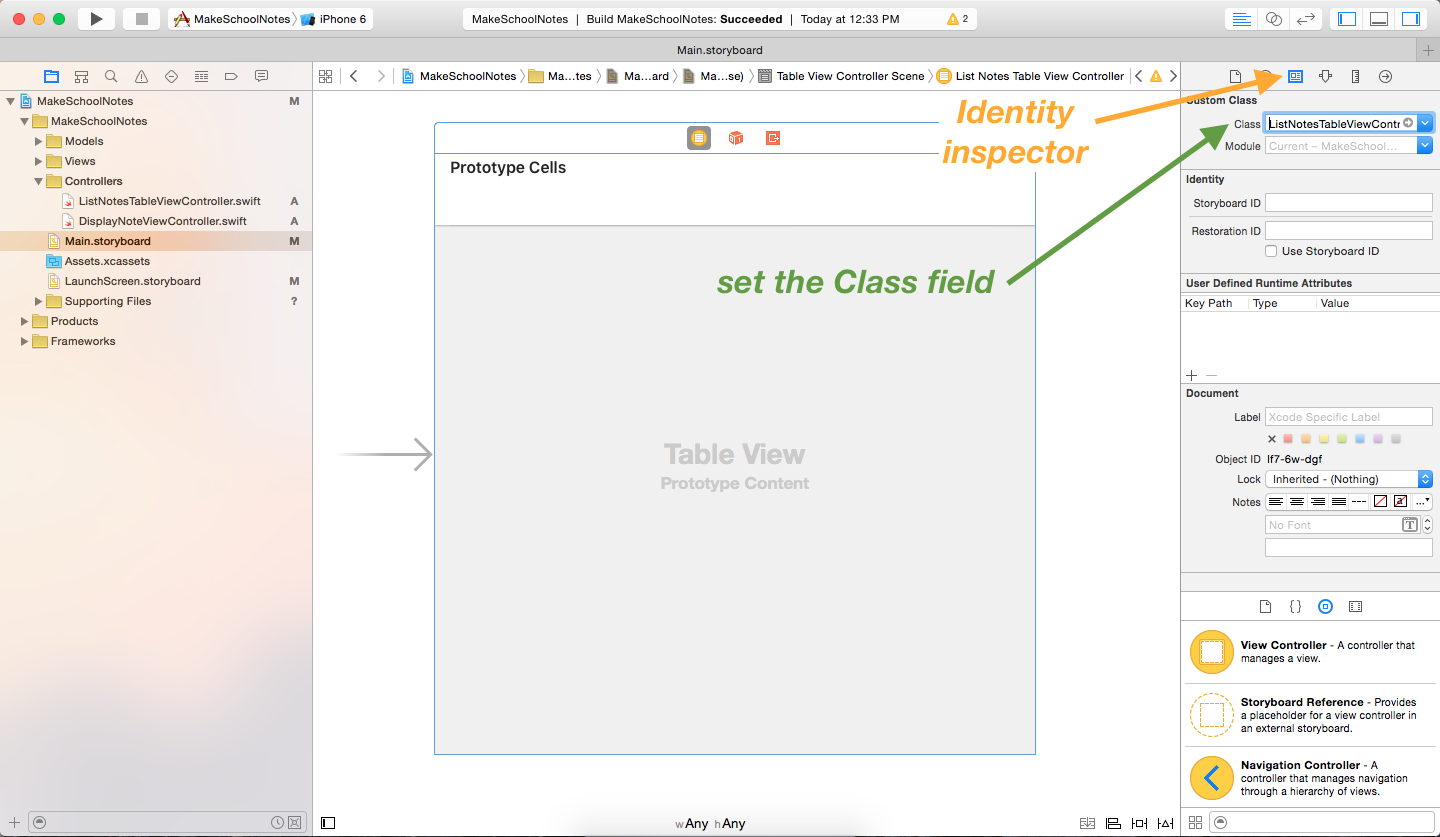 MakeSchoolNotes
iPhone 6
MakeSchoolNotes | Build MakeSchoolNotes: Succeeded | Today at 12:33 PM
2
Main.storyboard
MakeSchoolNotes
Ma...tes
Ma...ard
Ma...se)
Table View Controller Scene
List Notes Table View Controller
MakeSchoolNotes M
MakeSchoolNotes
Models
Views
Controllers
ListNotesTableViewController.swift A
DisplayNoteViewController.swift A
Main.storyboard M
Assets.xcassets
LaunchScreen.storyboard M
Supporting Files ?
Products
Frameworks
Prototype Cells
Table View
Prototype Content
Identity
inspector
set the Class field
wAny hAny
Custom Class
Class ListNotesTableViewContr
Module Current – MakeSchool...
Identity
Storyboard ID
Restoration ID
Use Storyboard ID
User Defined Runtime Attributes
Key Path Type Value
Document
Label Xcode Specific Label
Object ID lf7-6w-dgf
Lock Inherited - (Nothing)
Notes
No Font T
View Controller - A controller that
manages a view.
Storyboard Reference - Provides
a placeholder for a view controller in
an external storyboard.
Navigation Controller - A
controller that manages navigation
through a hierarchy of views.